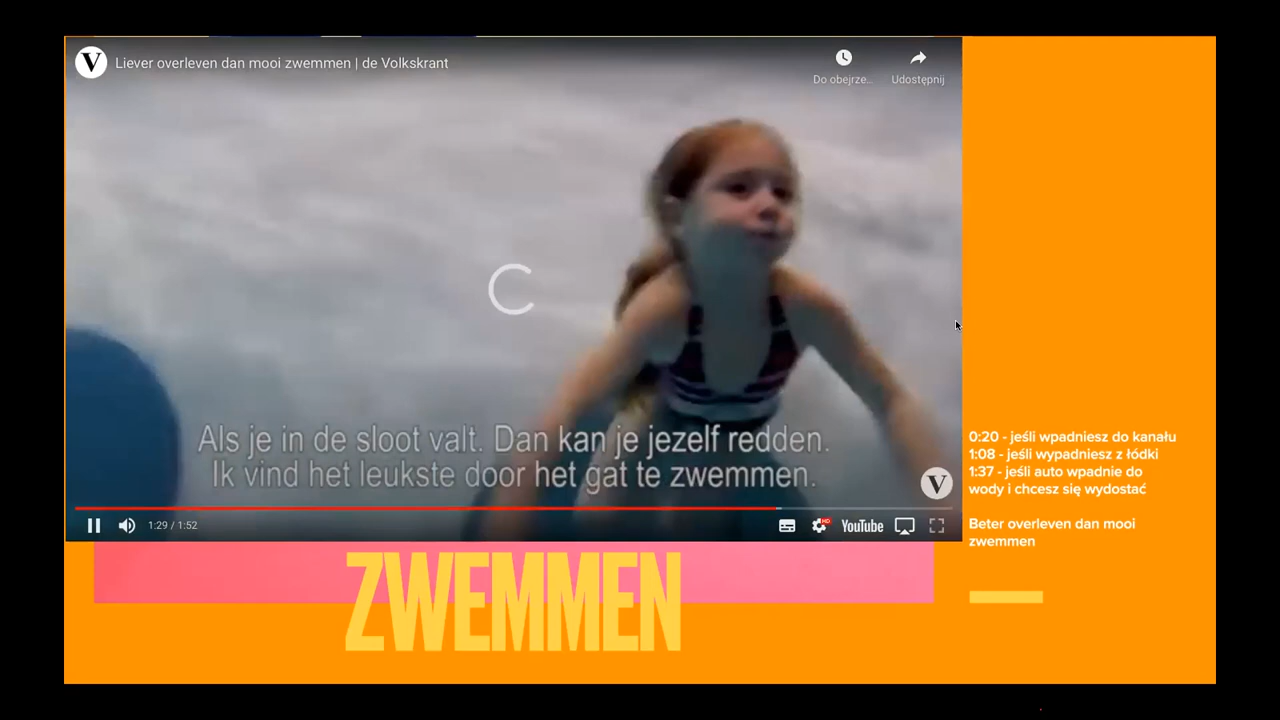 V
Liever overleven dan mooi zwemmen | de Volkskrant
Do obejrze...
Udostępnij
Als je in de sloot valt. Dan kan je jezelf redden.
Ik vind het leukste door het gat te zwemmen.
V
1:29 / 1:52
HD
YouTube
0:20 - jeśli wpadniesz do kanału
1:08 - jeśli wypadniesz z łódki
1:37 - jeśli auto wpadnie do
wody i chcesz się wydostać
Beter overleven dan mooi
zwemmen
ZWEMMEN